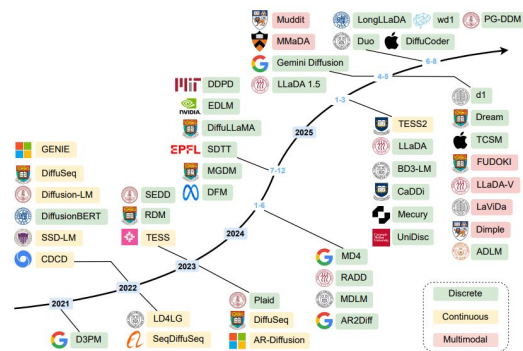 Muddit
LongLLaDA
wd1
PG-DDM
MMaDA
Duo
DiffuCoder
Gemini Diffusion
6-8
4-5
MIT
DDPD
LLaDA 1.5
d1
1-3
NVIDIA
EDLM
Dream
DiffuLLaMA
2025
TESS2
TCSM
GENIE
EPFL
SDTT
LLaDA
FUDOKI
DiffuSeq
MGDM
7-12
BD3-LM
LLaDA-V
Diffusion-LM
SEDD
DFM
CaDDi
LaViDa
DiffusionBERT
RDM
1-6
Mecury
Dimple
SSD-LM
TESS
2024
UniDisc
ADLM
CDCD
2023
MD4
2022
RADD
2021
Plaid
MDLM
Discrete
LD4LG
DiffuSeq
AR2Diff
Continuous
D3PM
SeqDiffuSeq
AR-Diffusion
Multimodal